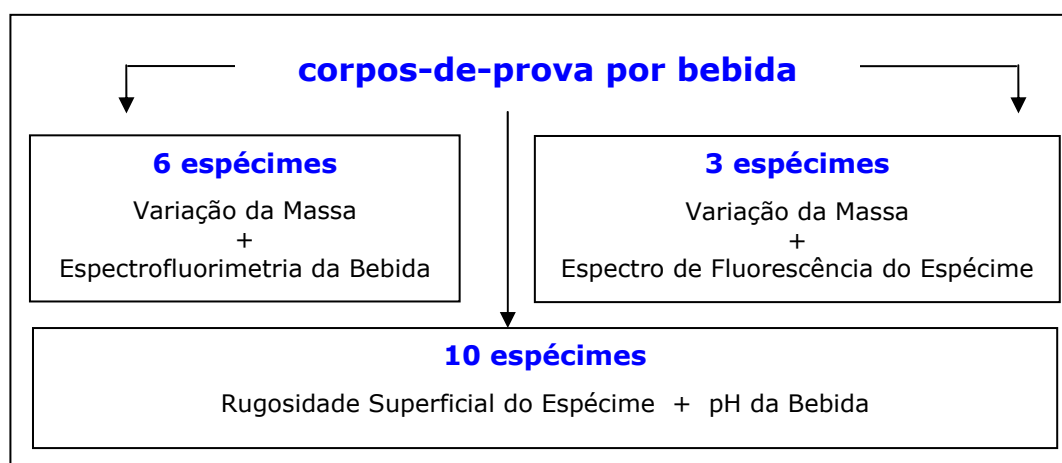 corpos-de-prova por bebida
6 espécimes
Variação da Massa
+
Espectrofluorimetria da Bebida
3 espécimes
Variação da Massa
+
Espectro de Fluorescência do Espécime
10 espécimes
Rugosidade Superficial do Espécime + pH da Bebida